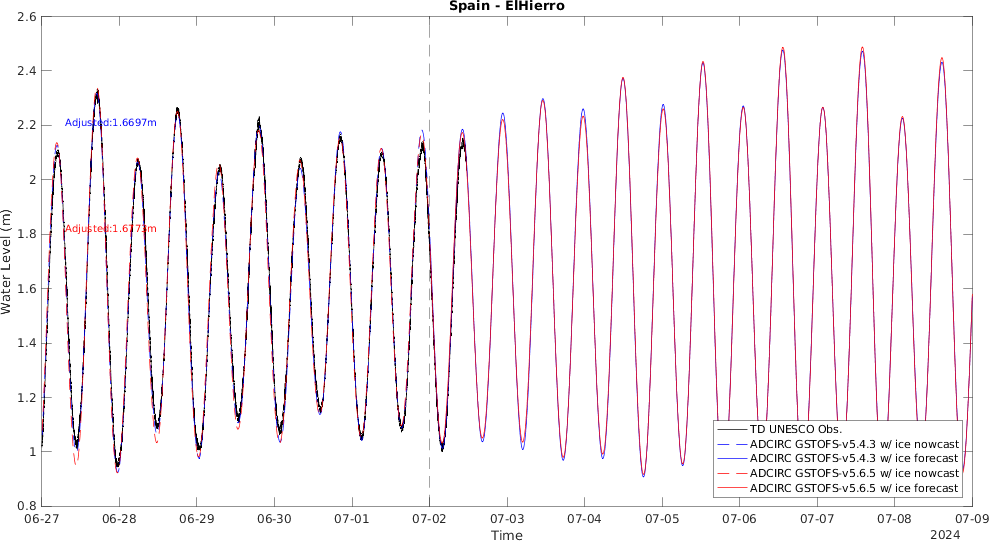 Spain - ElHierro
2.6
2.4
2.2
2
1.8
1.6
1.4
1.2
1
0.8
Water Level (m)
Adjusted:1.6697m
Adjusted:1.6773m
TD UNESCO Obs.
ADCIRC GSTOFS-v5.4.3 w/ ice nowcast
ADCIRC GSTOFS-v5.4.3 w/ ice forecast
ADCIRC GSTOFS-v5.6.5 w/ ice nowcast
ADCIRC GSTOFS-v5.6.5 w/ ice forecast
06-27 06-28 06-29 06-30 07-01 07-02 07-03 07-04 07-05 07-06 07-07 07-08 07-09
Time
2024